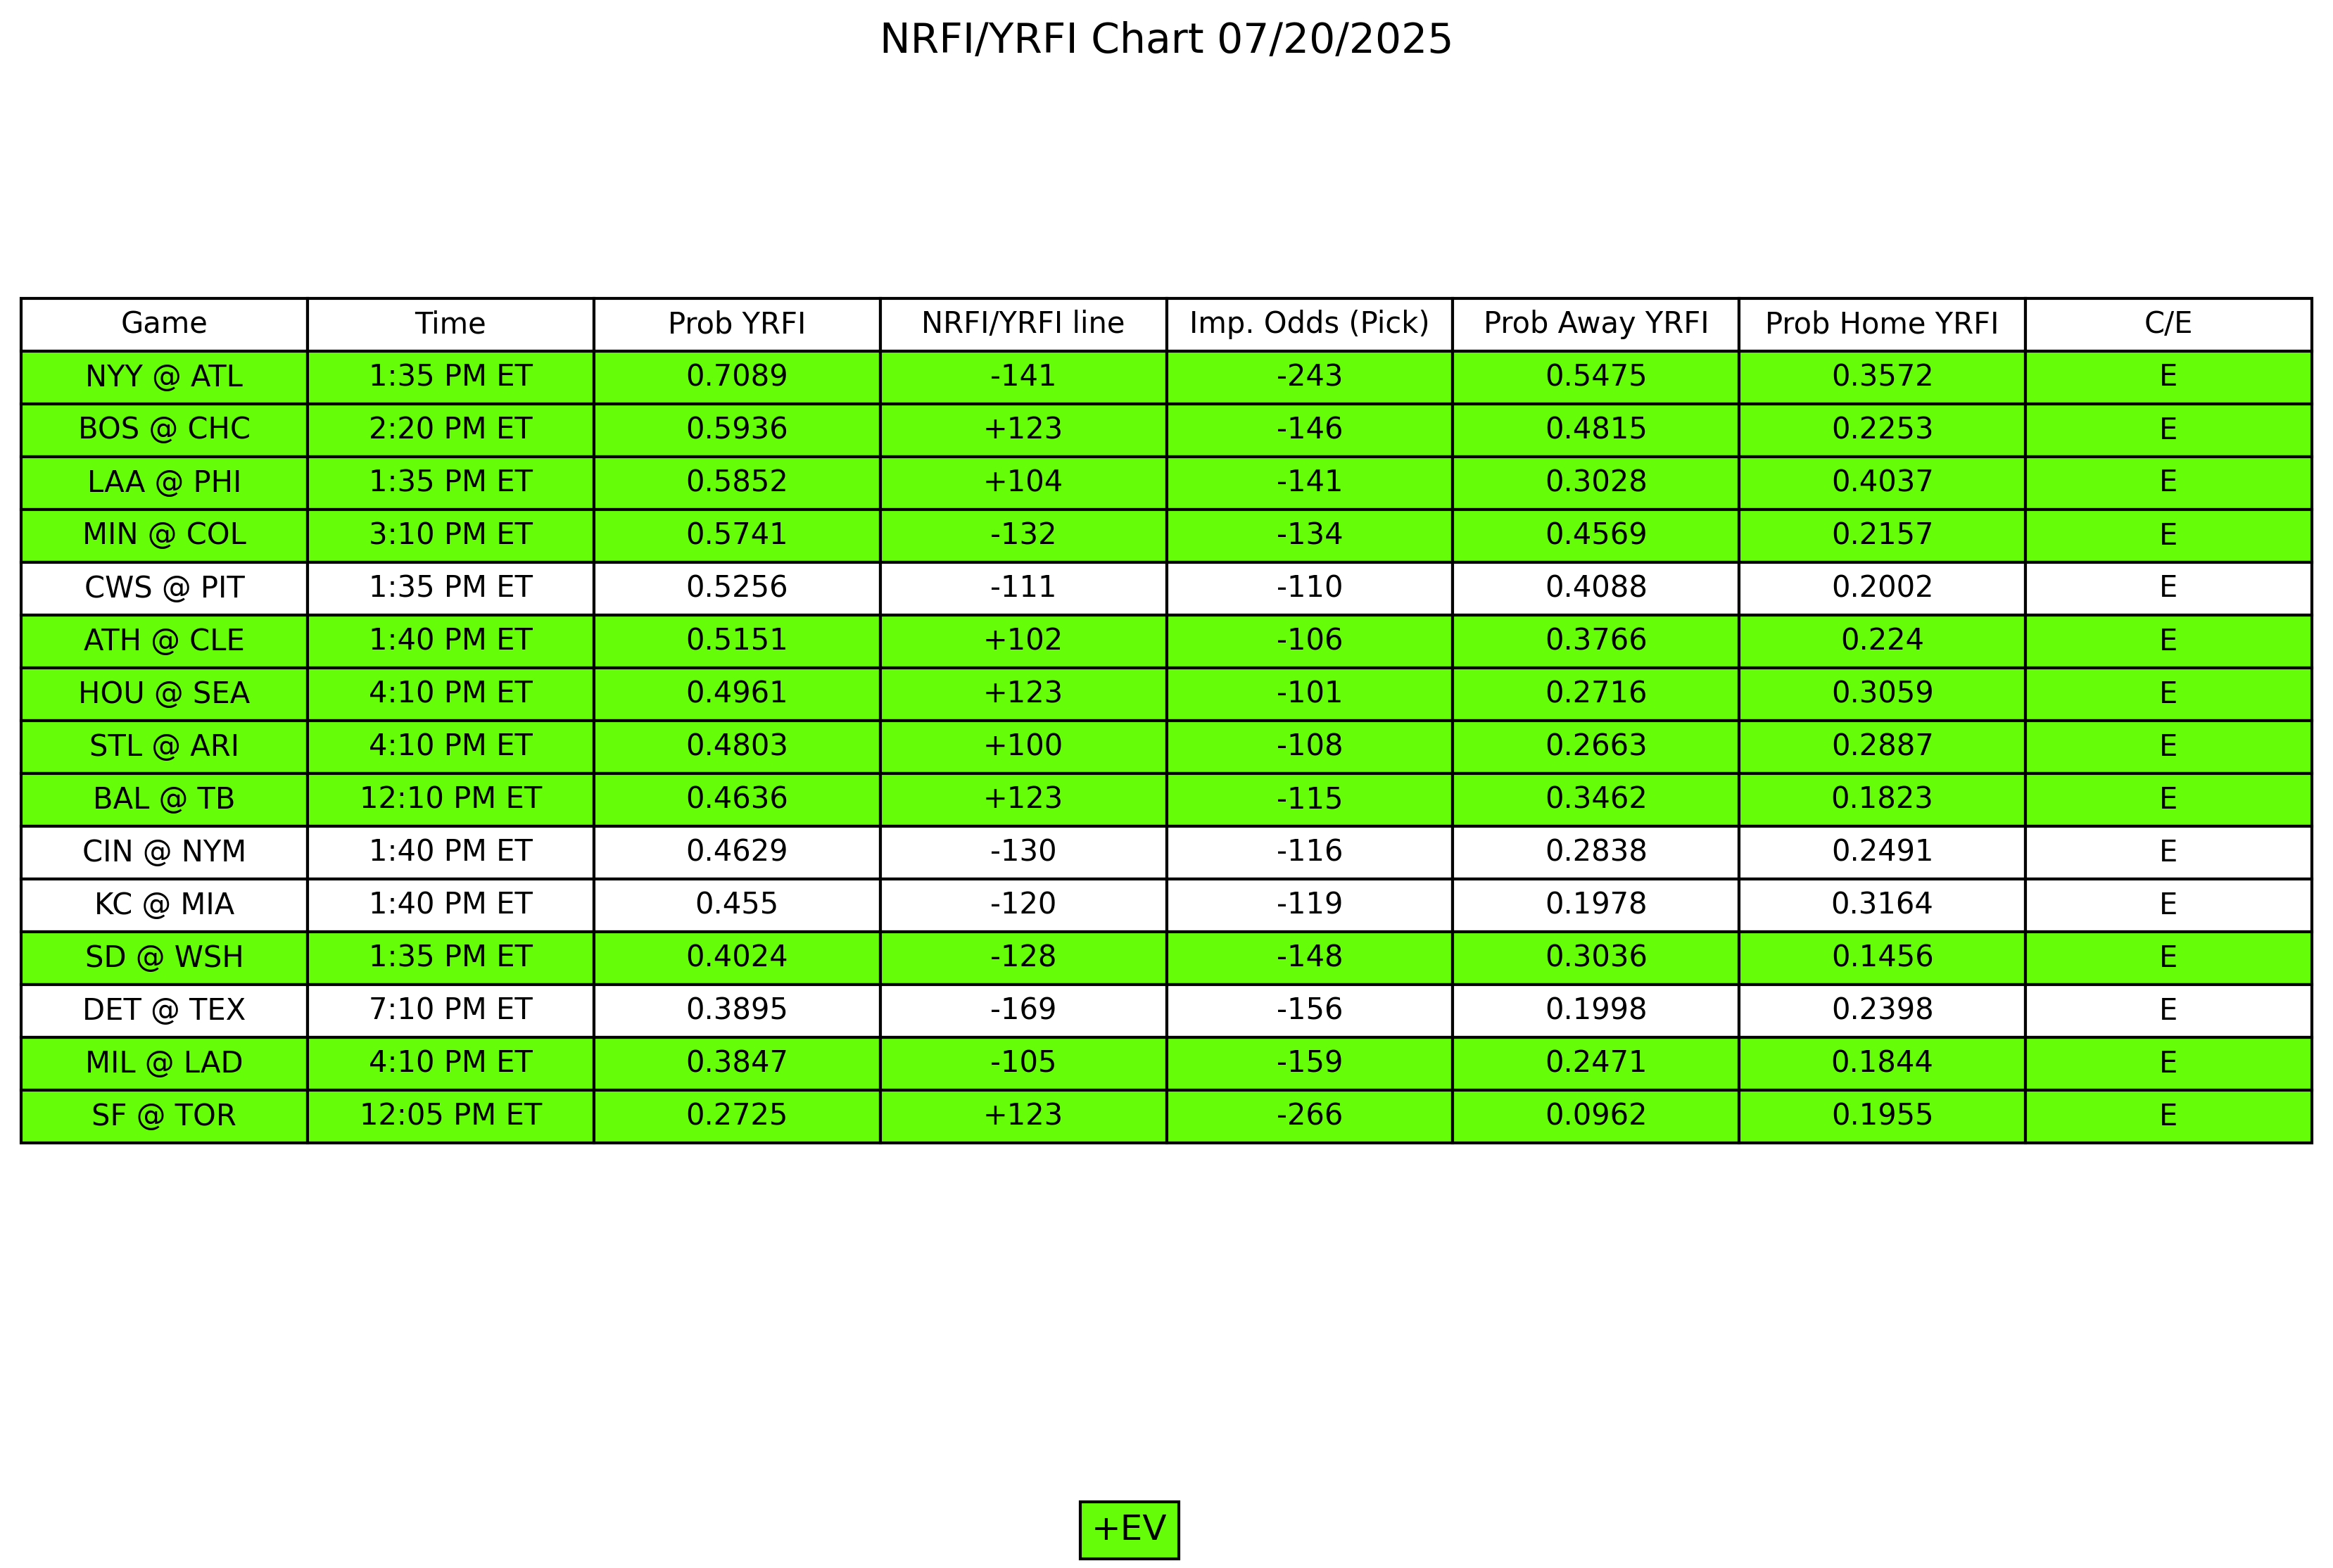 NRFI/YRFI Chart 07/20/2025
Game Time Prob YRFI NRFI/YRFI line Imp. Odds (Pick) Prob Away YRFI Prob Home YRFI C/E
NYY @ ATL 1:35 PM ET 0.7089 -141 -243 0.5475 0.3572 E
BOS @ CHC 2:20 PM ET 0.5936 +123 -146 0.4815 0.2253 E
LAA @ PHI 1:35 PM ET 0.5852 +104 -141 0.3028 0.4037 E
MIN @ COL 3:10 PM ET 0.5741 -132 -134 0.4569 0.2157 E
CWS @ PIT 1:35 PM ET 0.5256 -111 -110 0.4088 0.2002 E
ATH @ CLE 1:40 PM ET 0.5151 +102 -106 0.3766 0.224 E
HOU @ SEA 4:10 PM ET 0.4961 +123 -101 0.2716 0.3059 E
STL @ ARI 4:10 PM ET 0.4803 +100 -108 0.2663 0.2887 E
BAL @ TB 12:10 PM ET 0.4636 +123 -115 0.3462 0.1823 E
CIN @ NYM 1:40 PM ET 0.4629 -130 -116 0.2838 0.2491 E
KC @ MIA 1:40 PM ET 0.455 -120 -119 0.1978 0.3164 E
SD @ WSH 1:35 PM ET 0.4024 -128 -148 0.3036 0.1456 E
DET @ TEX 7:10 PM ET 0.3895 -169 -156 0.1998 0.2398 E
MIL @ LAD 4:10 PM ET 0.3847 -105 -159 0.2471 0.1844 E
SF @ TOR 12:05 PM ET 0.2725 +123 -266 0.0962 0.1955 E
+EV